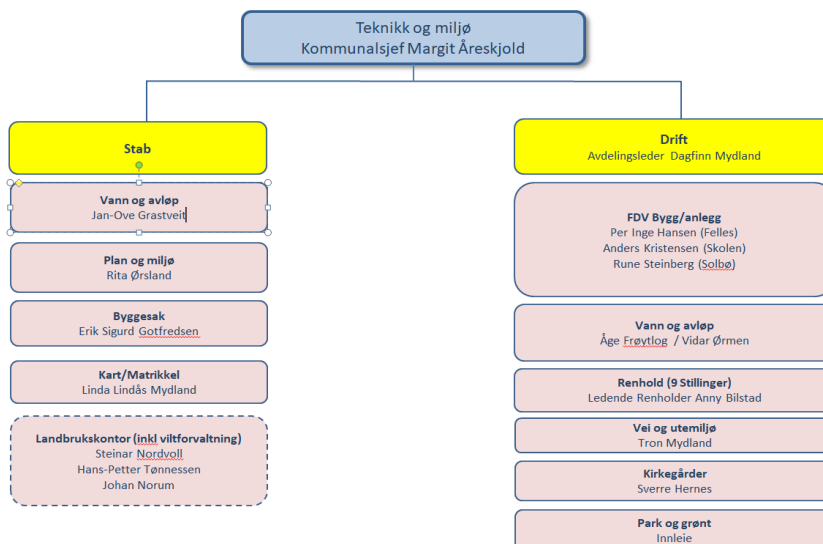 Teknikk og miljø
Kommunalsjef Margit Åreskjold
Stab
Vann og avløp
Jan-Ove Grastveit
Plan og miljø
Rita Ørsland
Byggesak
Erik Sigurd Gotfredsen
Kart/Matrikkel
Linda Lindås Mydland
Landbrukskontor (inkl viltforvaltning)
Steinar Nordvoll
Hans-Petter Tønnessen
Johan Norum
Drift
Avdelingsleder Dagfinn Mydland
FDV Bygg/anlegg
Per Inge Hansen (Felles)
Anders Kristensen (Skolen)
Rune Steinberg (Solbø)
Vann og avløp
Åge Frøytlog / Vidar Ørmen
Renhold (9 Stillinger)
Ledende Renholder Anny Bilstad
Vei og utemiljø
Tron Mydland
Kirkegårder
Sverre Hernes
Park og grønt
Innleie